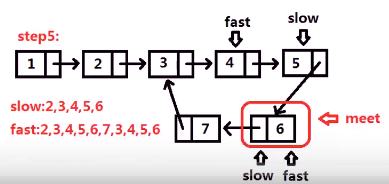 step5:
fast
slow
1 2 3 4 5
slow:2,3,4,5,6
fast:2,3,4,5,6,7,3,4,5,6
7 6
meet
slow fast